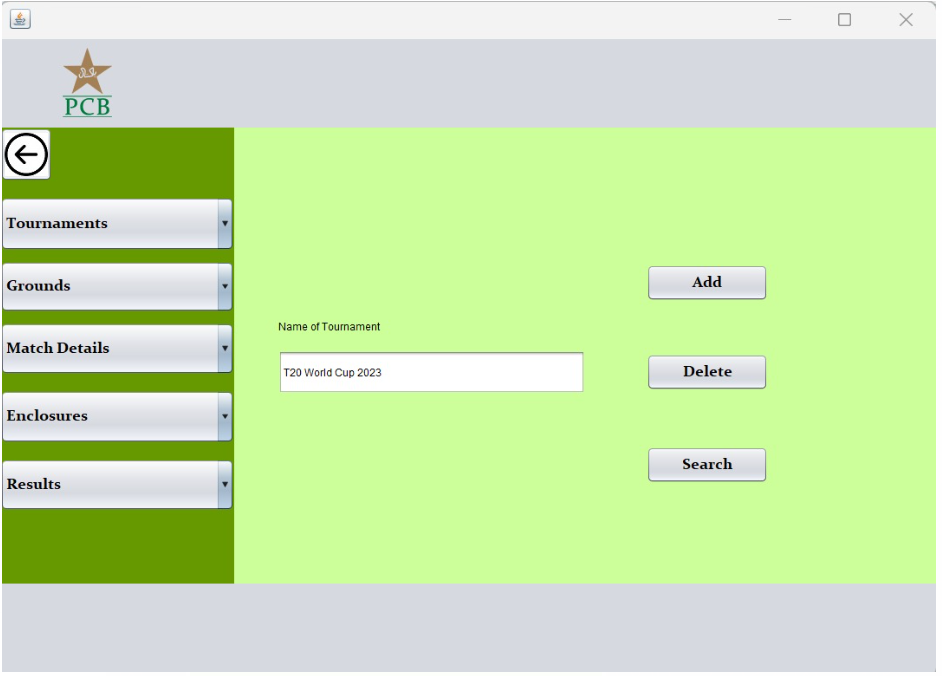 PCB
Tournaments
Grounds
Match Details
Enclosures
Results
Name of Tournament
T20 World Cup 2023
Add
Delete
Search